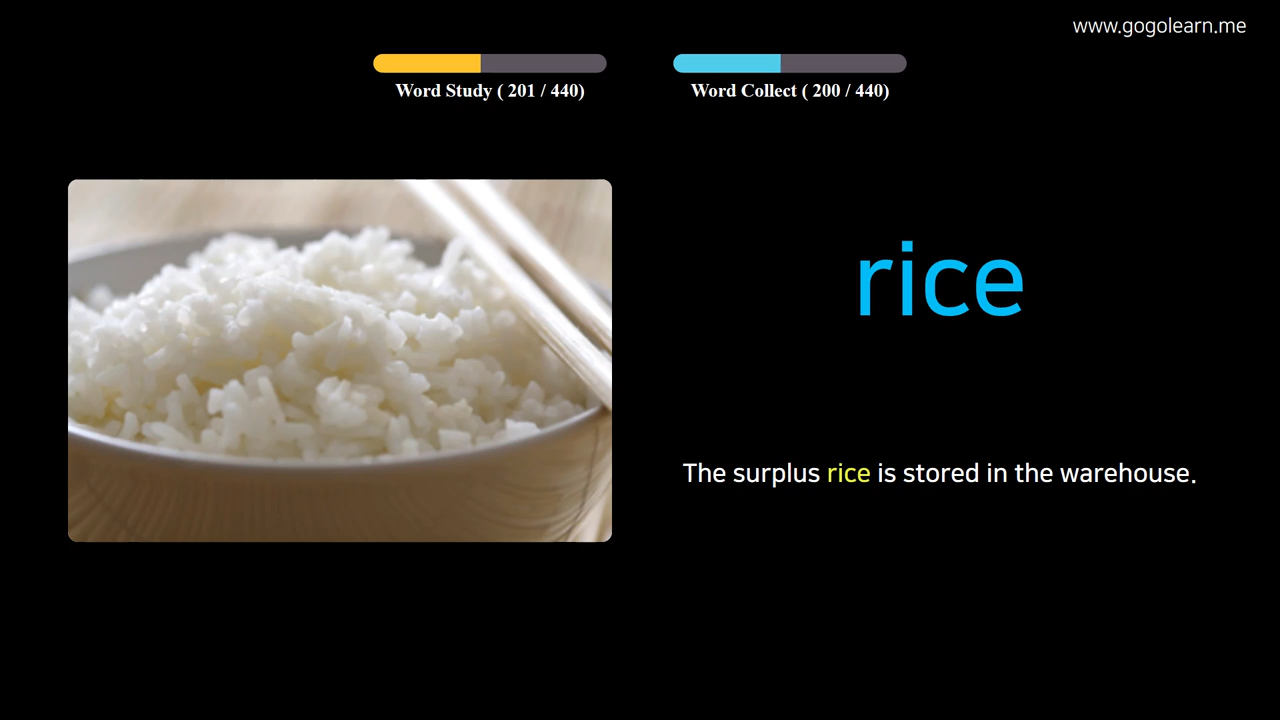 www.gogolearn.me
Word Study ( 201 / 440)
Word Collect ( 200 / 440)
rice
The surplus rice is stored in the warehouse.